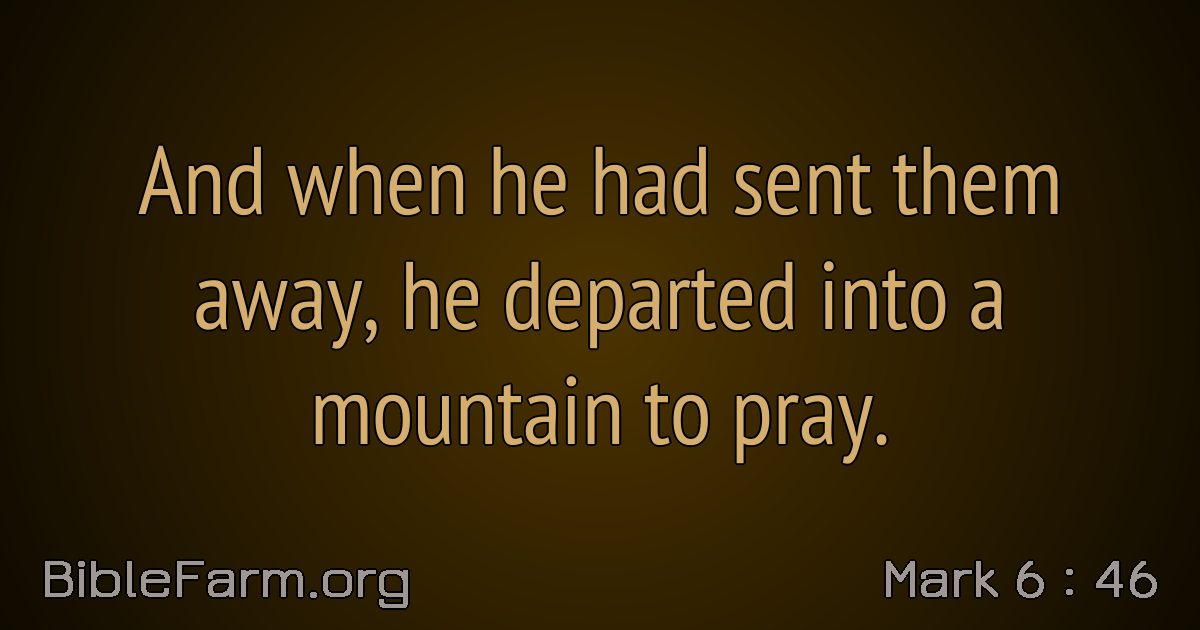 And when he had sent them
away, he departed into a
mountain to pray.
BibleFarm.org
Mark 6 : 46